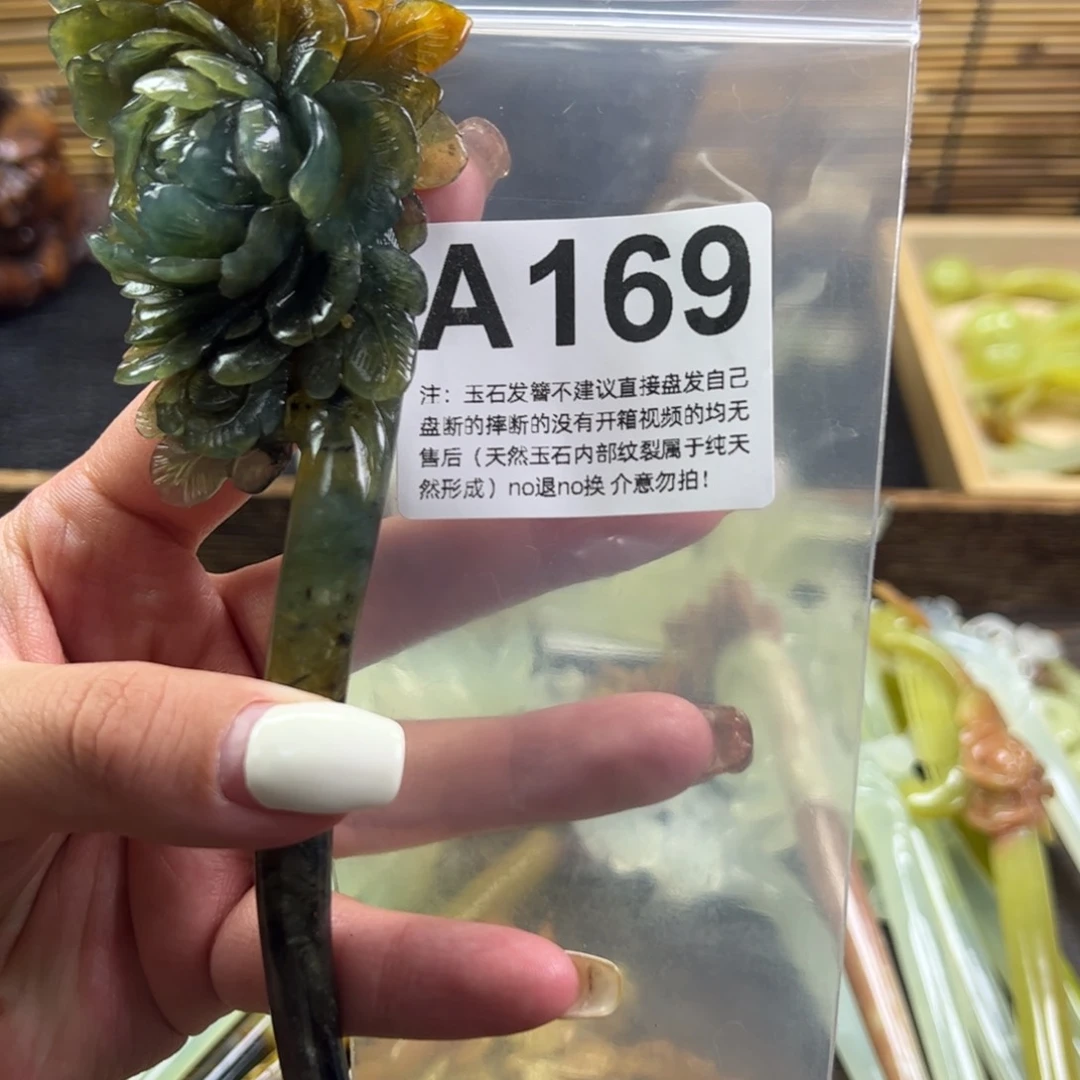 A169
注：玉石发簪不建议直接盘发自己
盘断的摔断的没有开箱视频的均无
售后（天然玉石内部纹裂属于纯天
然形成）no退no换 介意勿拍！